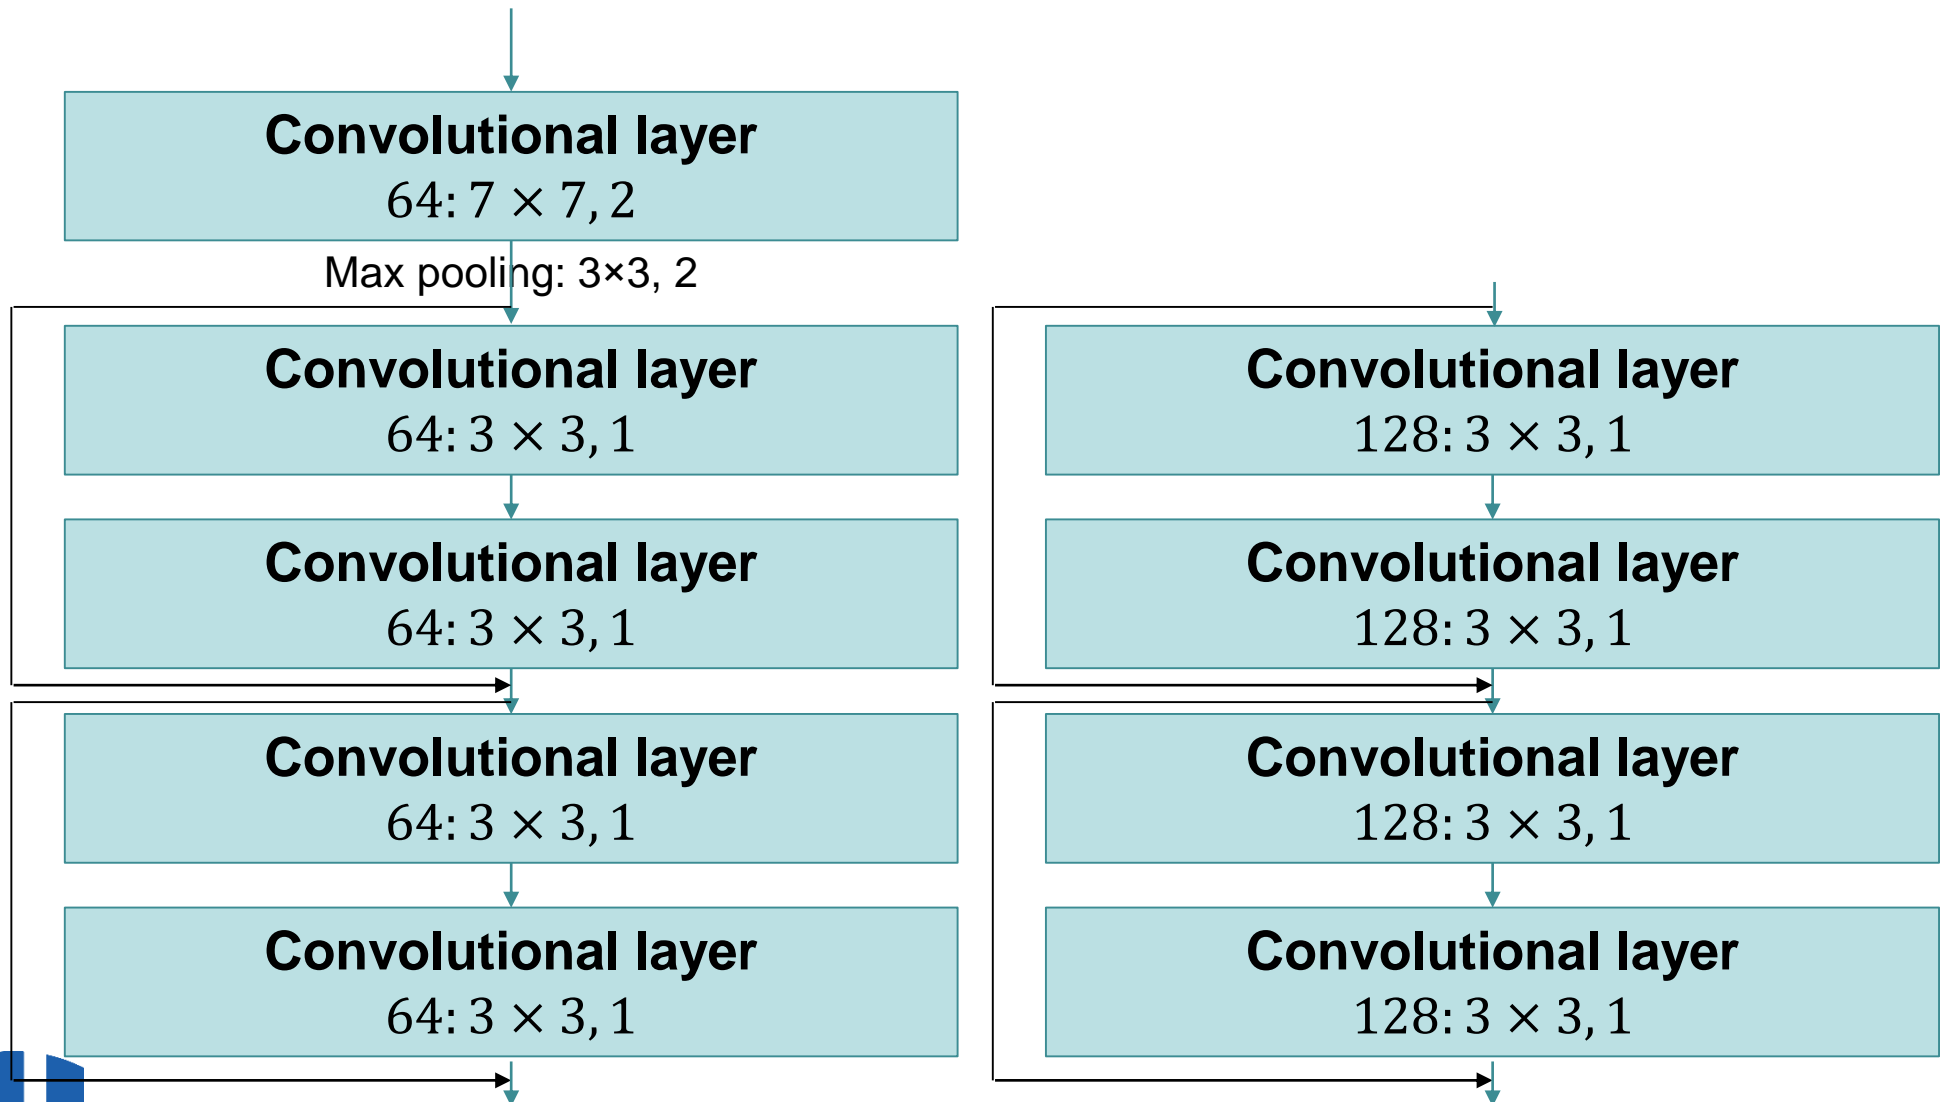 Convolutional layer
64: 7 × 7, 2
Max pooling: 3×3, 2
Convolutional layer
64: 3 × 3, 1
Convolutional layer
64: 3 × 3, 1
Convolutional layer
64: 3 × 3, 1
Convolutional layer
64: 3 × 3, 1
Convolutional layer
128: 3 × 3, 1
Convolutional layer
128: 3 × 3, 1
Convolutional layer
128: 3 × 3, 1
Convolutional layer
128: 3 × 3, 1